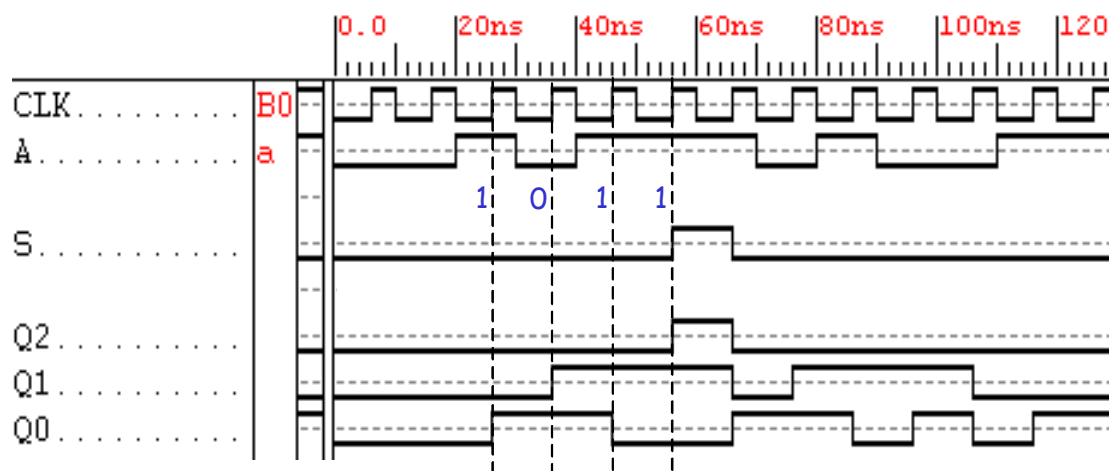 0.0 20ns 40ns 60ns 80ns 100ns 120
CLK......... B0
A........... a
1 0 1 1
S...........
Q2..........
Q1..........
Q0..........